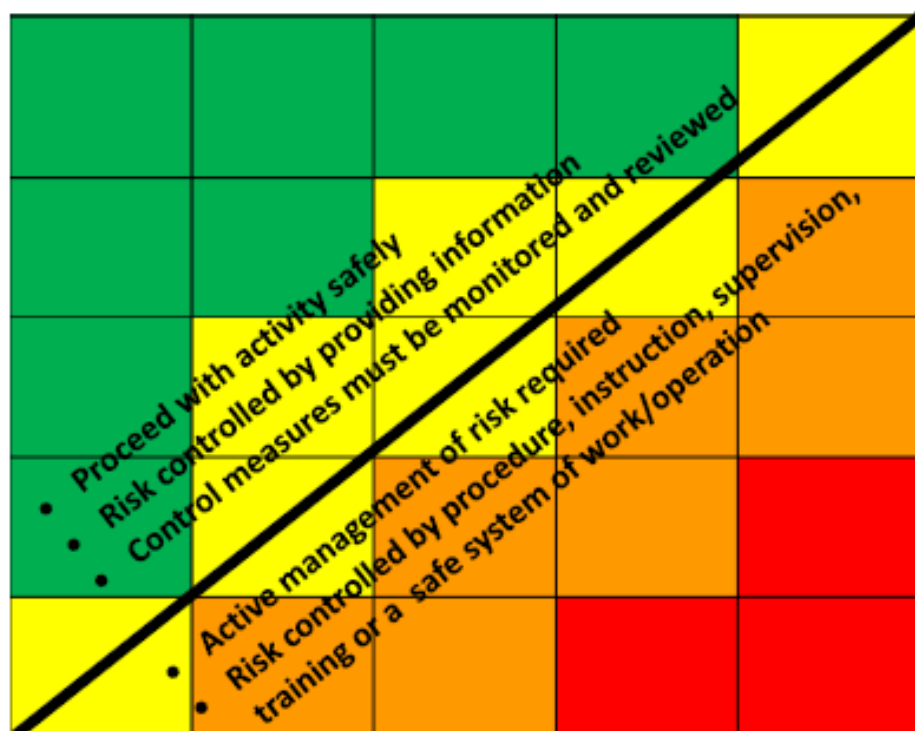 • Proceed with activity safely
• Risk controlled by providing information
• Control measures must be monitored and reviewed
• Active management of risk required
• Risk controlled by procedure, instruction, supervision,
training or a safe system of work/operation